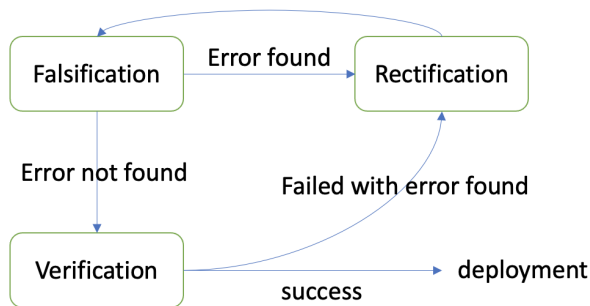 Falsification
Error found
Rectification
Error not found
Failed with error found
Verification
deployment
success